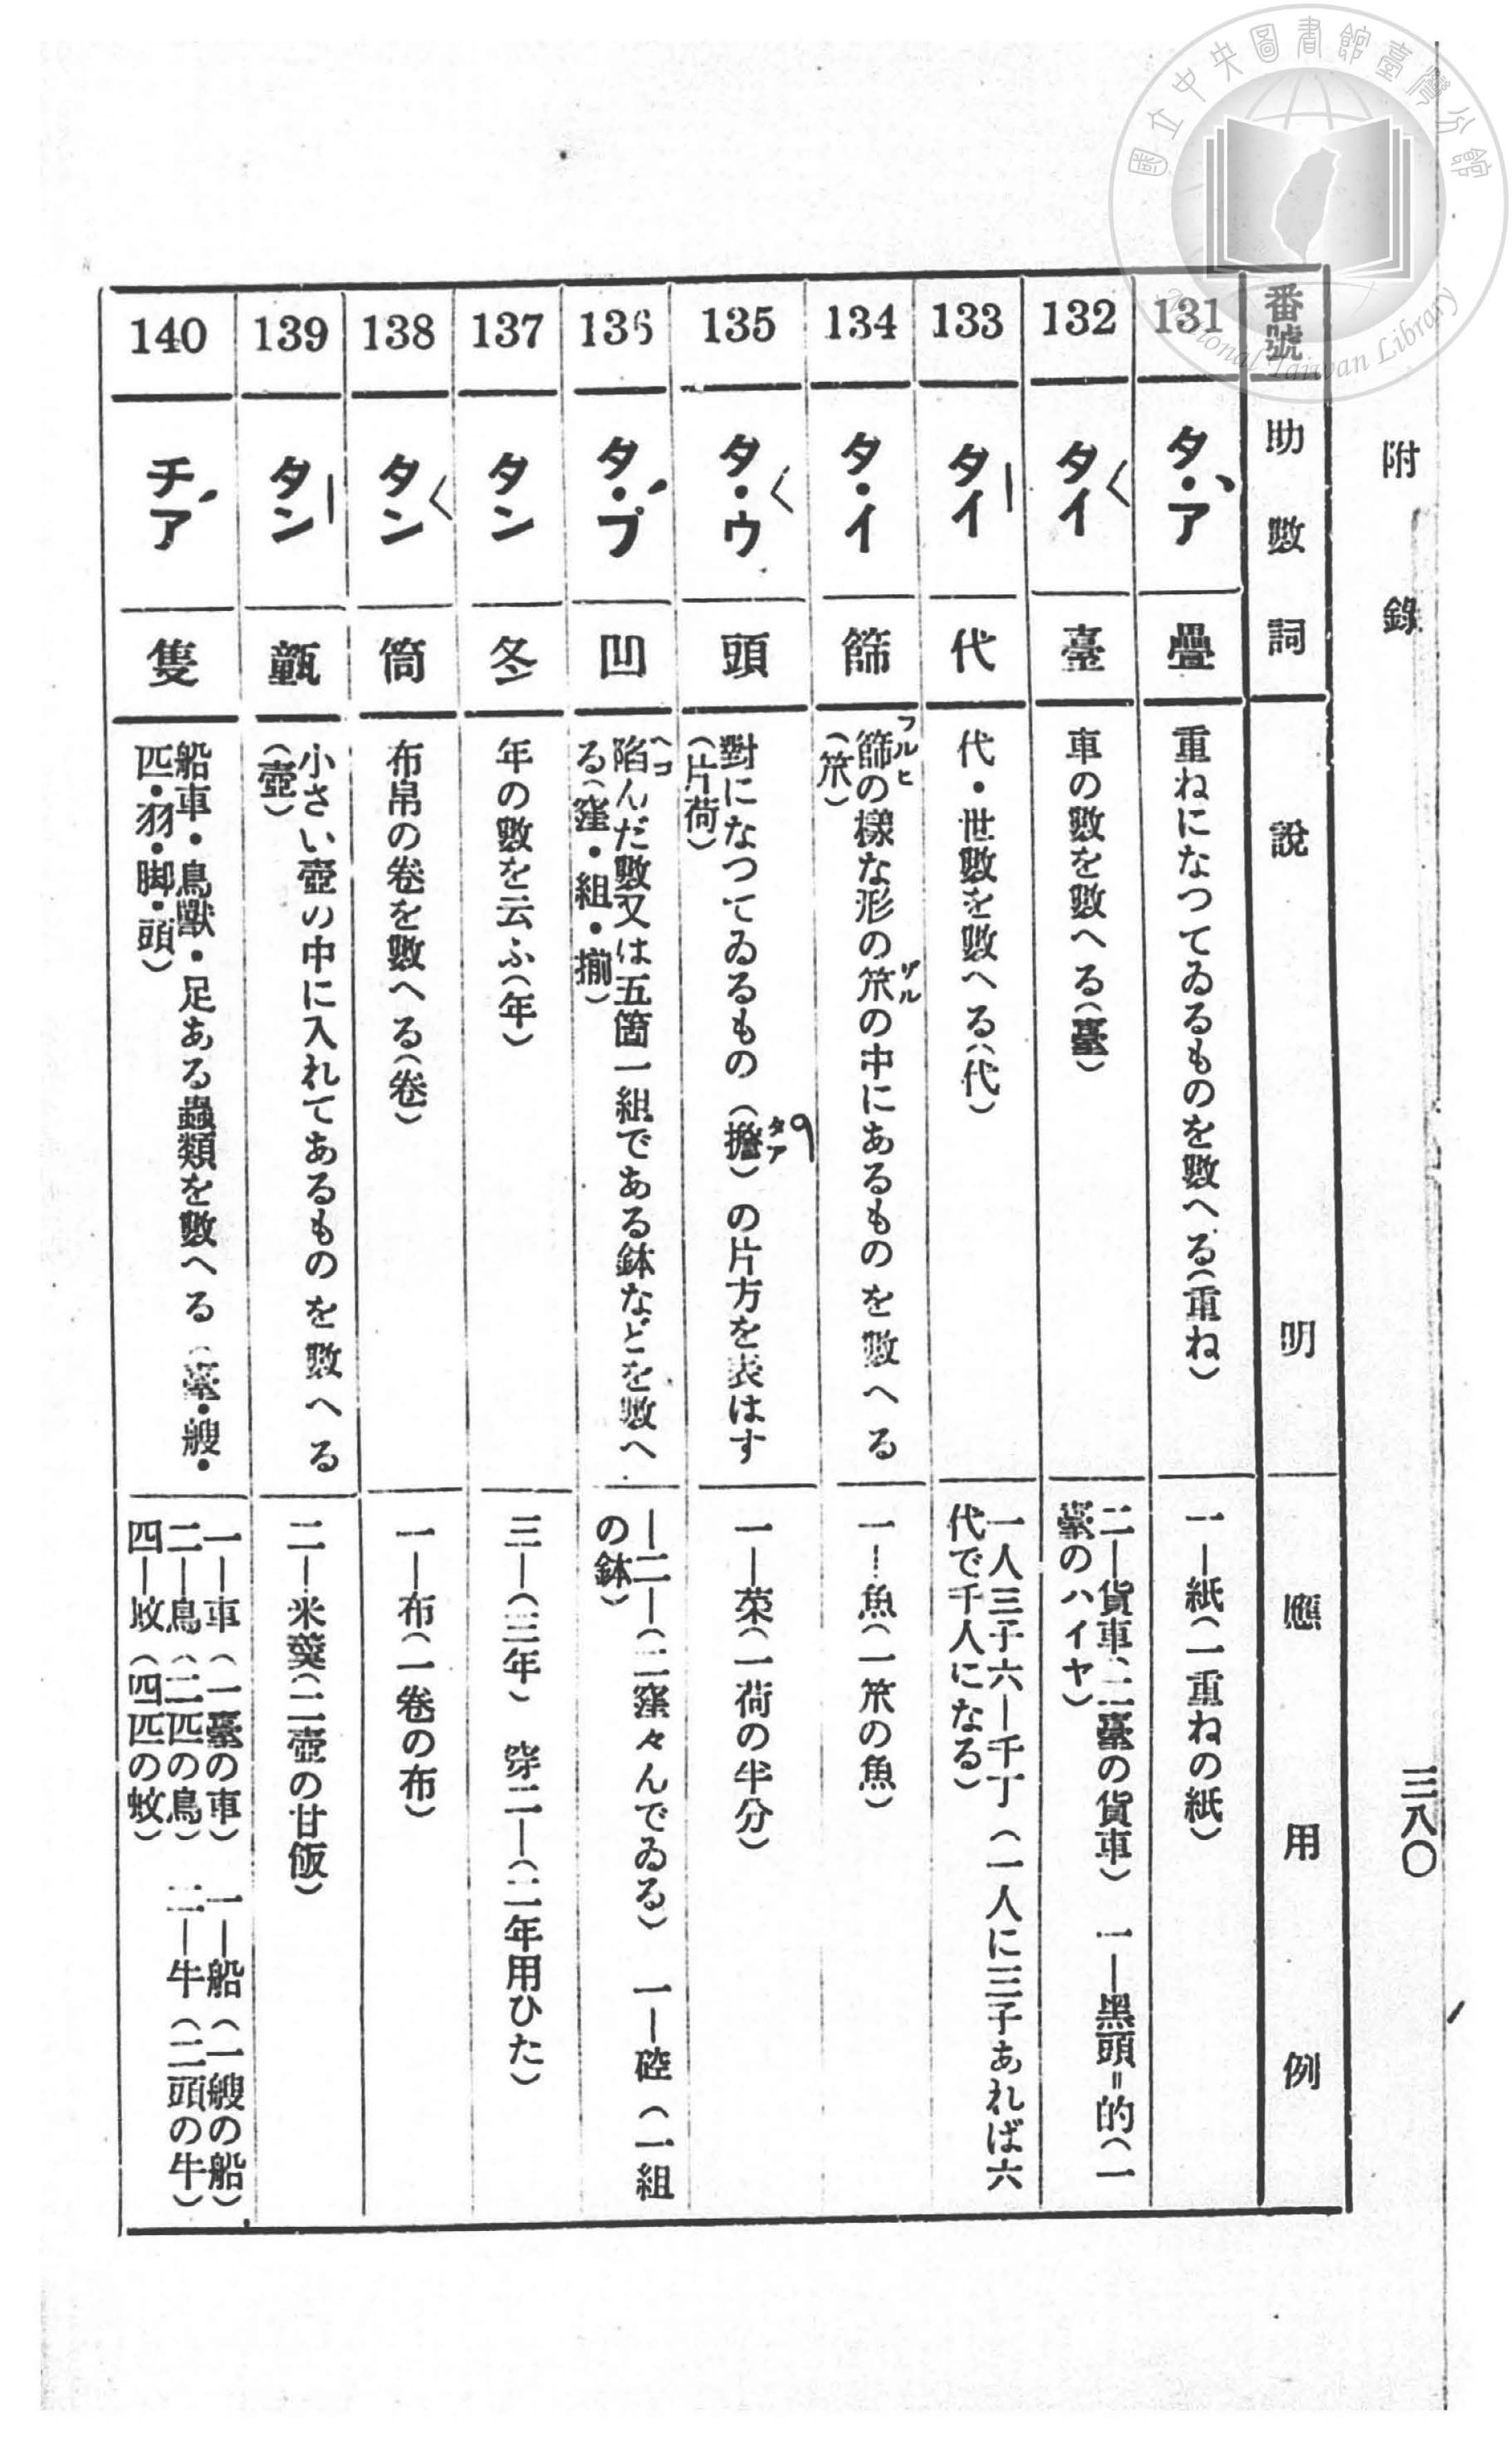 國立中央圖書館臺灣分館
National Taiwan Library
附錄
三八〇
番號
助數詞
說明
應用例
131
タ・ア
疊
重ねになつてゐるものを數へる(重ね)
一―紙(一重ねの紙)
132
タイ
臺
車の數を數へる(臺)
二―貨車(二臺の貨車) 一―黑頭=的(一
臺のハイヤ)
133
タイ
代
代・世數を數へる(代)
一人三子六―千丁(一人に三子あれば六
代で千人になる)
134
タ・イ
篩
篩の樣な形の笊の中にあるものを數へる
フルヒ
ザル
(笊)
一―魚(一笊の魚)
135
タ・ウ
頭
對になつてゐるもの(擔)の片方を表はす
タア
(片荷)
一―菜(一荷の半分)
136
タ・プ
凹
陷んだ數又は五箇一組である鉢などを數へ
ヘコ
る(窪・組・揃)
一二―(二窪々んでゐる) 一―硿(一組
の鉢)
137
タン
冬
年の數を云ふ(年)
三―(三年) 穿二―(二年用ひた)
138
タン
筒
布帛の卷を數へる(卷)
一―布(一卷の布)
139
タン
小さい壺の中に入れてあるものを數へる
(壺)
二―米羹(二壺の甘飯)
140
チア
隻
船車・鳥獸・足ある蟲類を數へる(臺・艘・
匹・羽・脚・頭)
一―車(一臺の車) 一―船(一艘の船)
二―鳥(二匹の鳥) 二―牛(二頭の牛)
四―蚊(四匹の蚊)